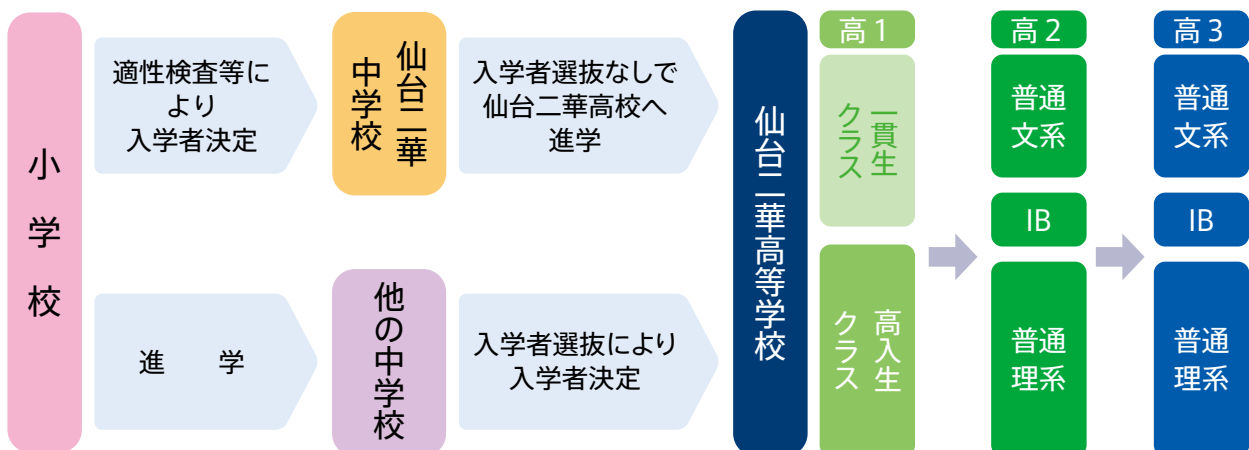 小学校
適性検査等に
より
入学者決定
仙台二華
中学校
入学者選抜なしで
仙台二華高校へ
進学
進　学
他の中学校
入学者選抜により
入学者決定
仙台二華高等学校
高1
一貫生
クラス
高入生
クラス
高2
普通
文系
IB
普通
理系
高3
普通
文系
IB
普通
理系